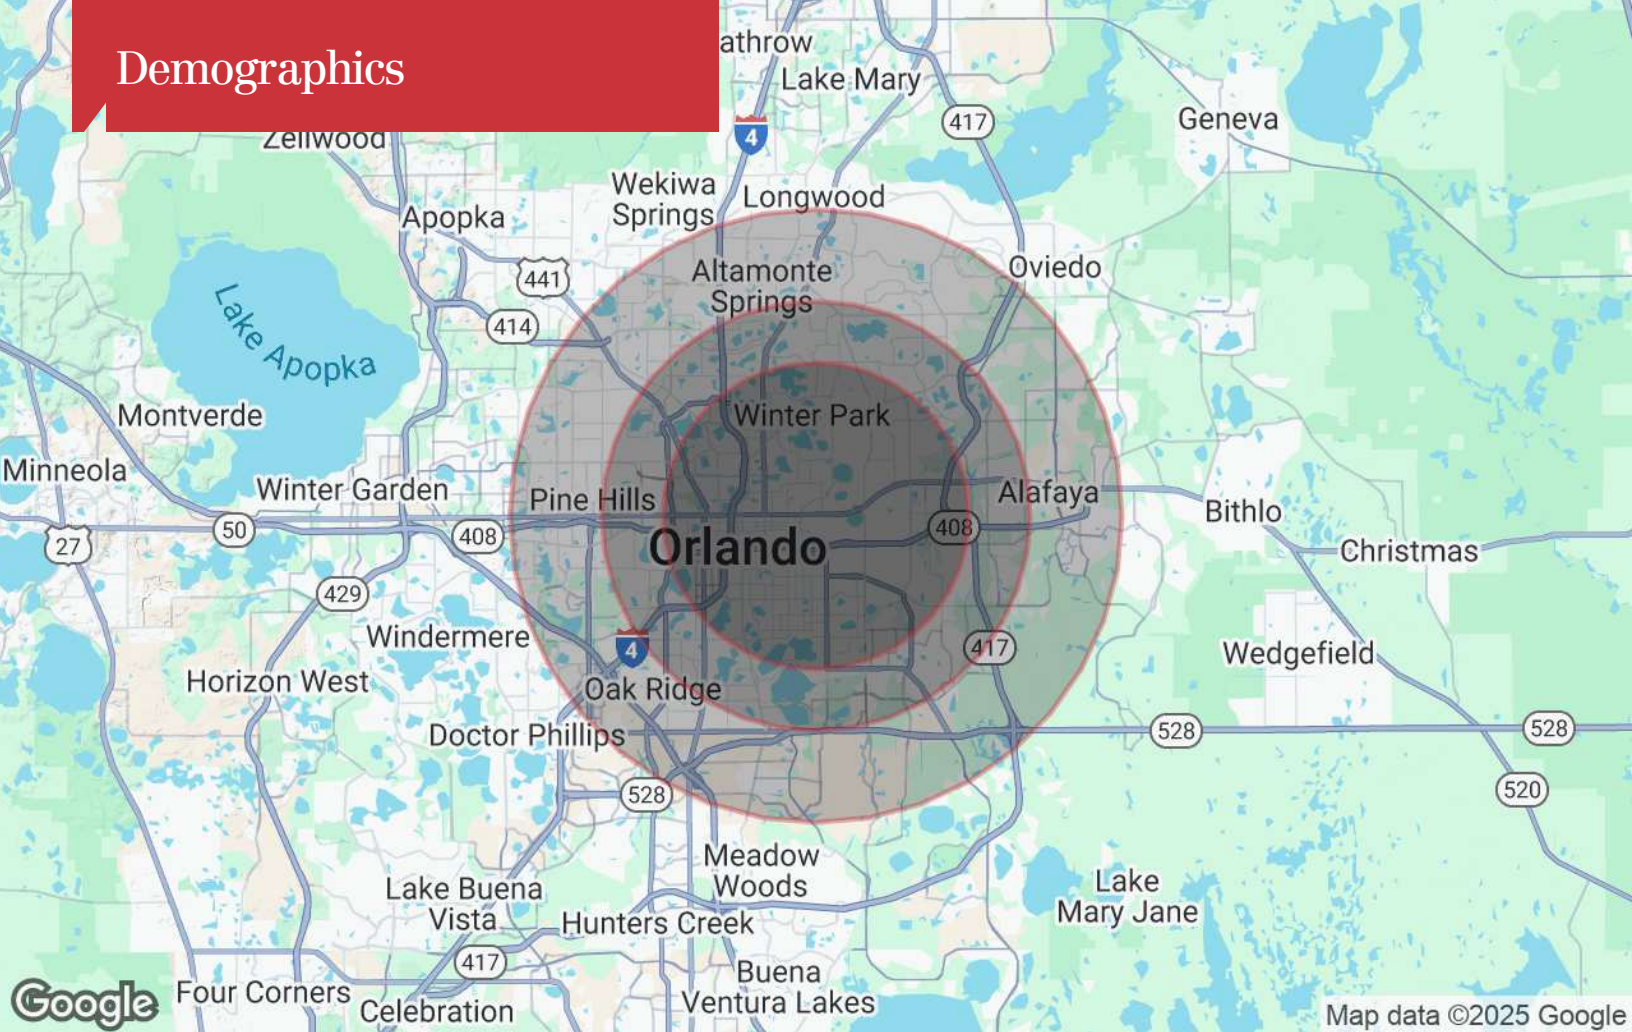 Demographics
athrow
Lake Mary
4
417
Geneva
Zellwood
Wekiwa
Springs
Longwood
Apopka
441
Altamonte
Springs
Oviedo
414
Lake Apopka
Montverde
Winter Park
Minneola
Winter Garden
Pine Hills
Alafaya
Bithlo
50
408
408
27
Orlando
Christmas
429
Windermere
4
417
Wedgefield
Horizon West
Oak Ridge
Doctor Phillips
528
528
528
520
Meadow
Woods
Lake Buena
Vista
Lake
Mary Jane
Hunters Creek
417
Buena
Ventura Lakes
Four Corners
Celebration
Google
Map data ©2025 Google